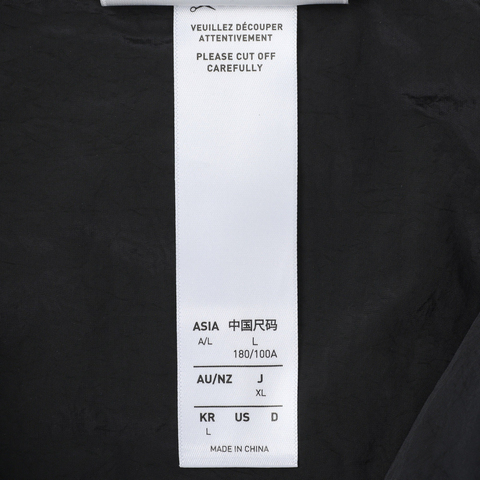 VEUILLEZ DÉCOUPER
ATTENTIVEMENT
PLEASE CUT OFF
CAREFULLY
ASIA 中国尺码
A/L L
180/100A
AU/NZ J
XL
KR US D
L
MADE IN CHINA